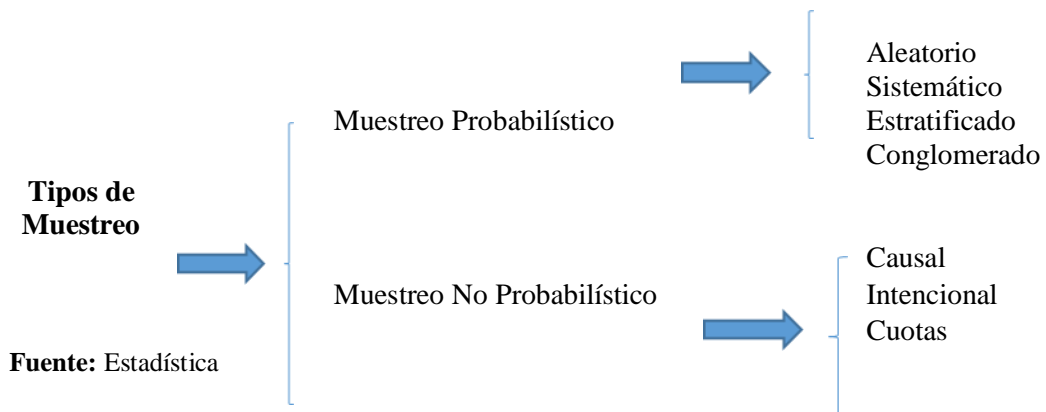 Tipos de
Muestreo
Muestreo Probabilístico
Aleatorio
Sistemático
Estratificado
Conglomerado
Muestreo No Probabilístico
Causal
Intencional
Cuotas
Fuente: Estadística